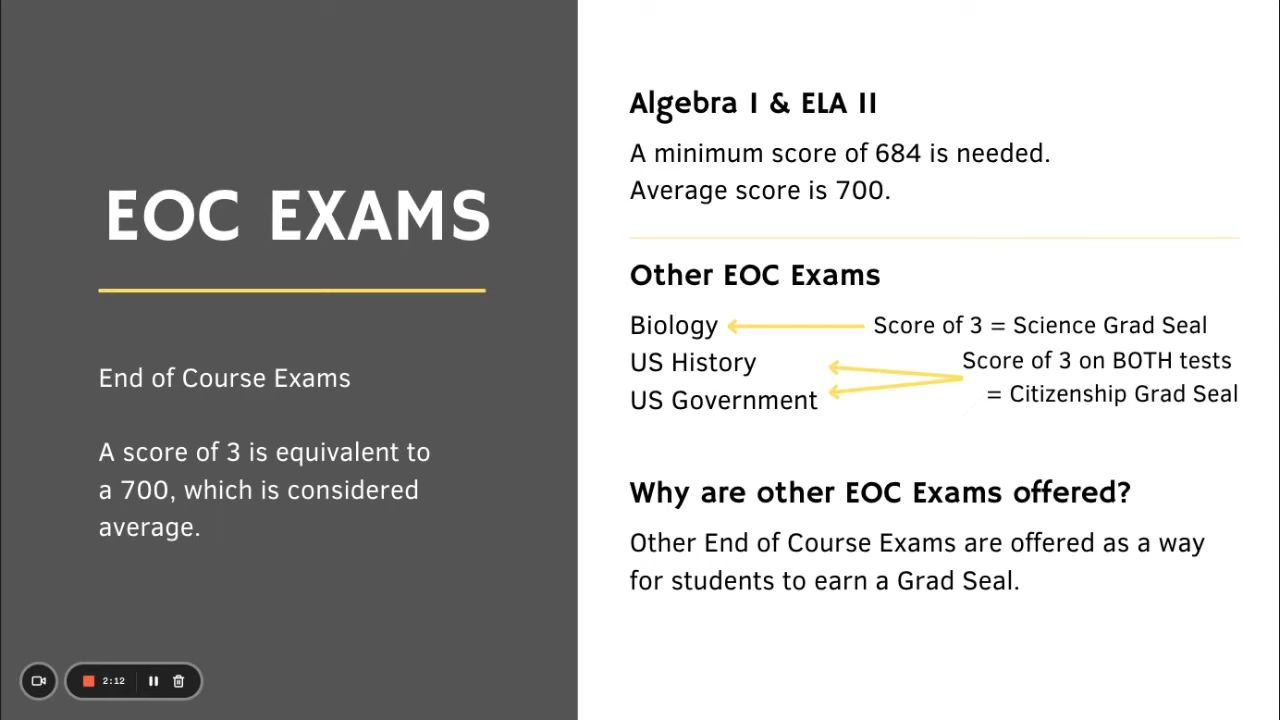 EOC EXAMS
End of Course Exams
A score of 3 is equivalent to
a 700, which is considered
average.
2:12
Algebra I & ELA II
A minimum score of 684 is needed.
Average score is 700.
Other EOC Exams
Biology
Score of 3 = Science Grad Seal
US History
US Government
Score of 3 on BOTH tests
= Citizenship Grad Seal
Why are other EOC Exams offered?
Other End of Course Exams are offered as a way
for students to earn a Grad Seal.